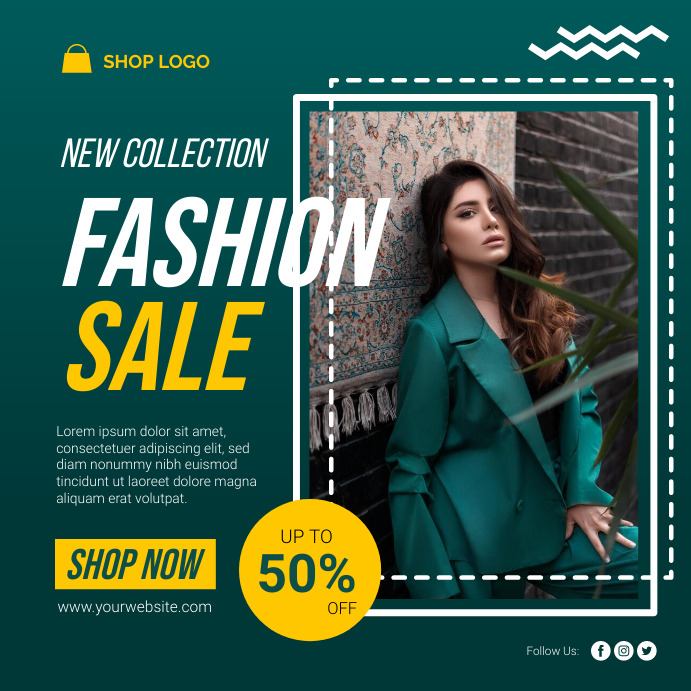 SHOP LOGO
NEW COLLECTION
FASHION
SALE
Lorem ipsum dolor sit amet,
consectetuer adipiscing elit, sed
diam nonummy nibh euismod
tincidunt ut laoreet dolore magna
aliquam erat volutpat.
SHOP NOW
www.yourwebsite.com
UP TO
50%
OFF
Follow Us: